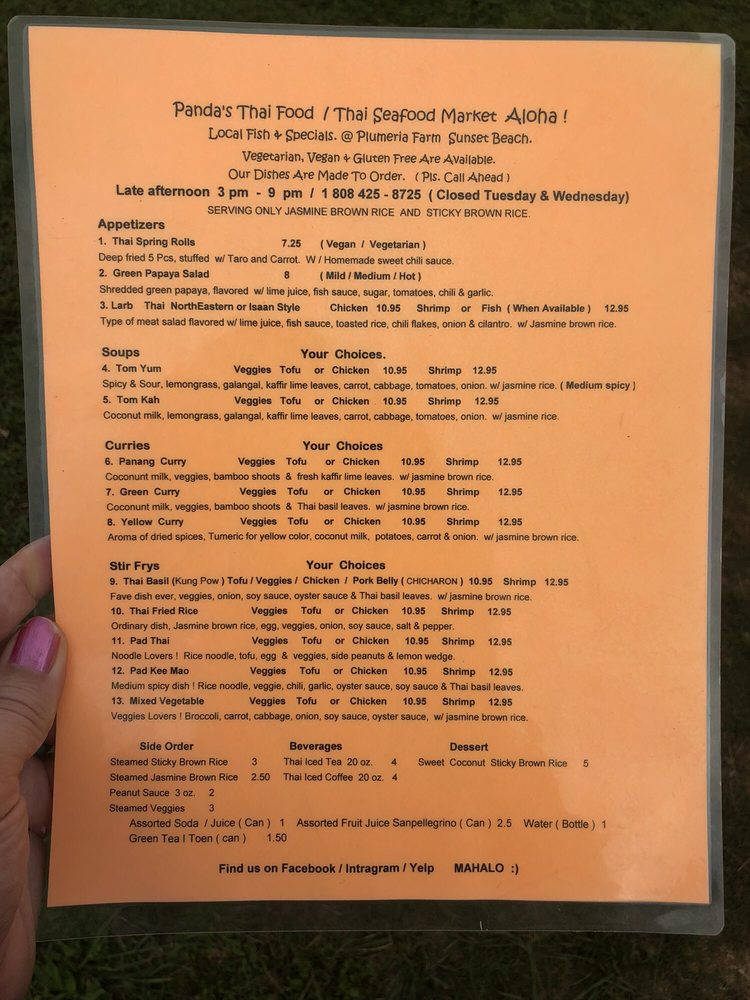 Panda's Thai Food / Thai Seafood Market Aloha !
Local Fish & Specials. @ Plumeria Farm Sunset Beach.
Vegetarian, Vegan & Gluten Free Are Available.
Our Dishes Are Made To Order. ( Pls. Call Ahead )
Late afternoon 3 pm - 9 pm / 1 808 425 - 8725 ( Closed Tuesday & Wednesday)
SERVING ONLY JASMINE BROWN RICE AND STICKY BROWN RICE.
Appetizers
1. Thai Spring Rolls 7.25 ( Vegan / Vegetarian )
Deep fried 5 Pcs, stuffed w/ Taro and Carrot. W / Homemade sweet chili sauce.
2. Green Papaya Salad 8 ( Mild / Medium / Hot )
Shredded green papaya, flavored w/ lime juice, fish sauce, sugar, tomatoes, chili & garlic.
3. Larb Thai NorthEastern or Isaan Style Chicken 10.95 Shrimp or Fish ( When Available ) 12.95
Type of meat salad flavored w/ lime juice, fish sauce, toasted rice, chili flakes, onion & cilantro. w/ Jasmine brown rice.
Soups Your Choices.
4. Tom Yum Veggies Tofu or Chicken 10.95 Shrimp 12.95
Spicy & Sour, lemongrass, galangal, kaffir lime leaves, carrot, cabbage, tomatoes, onion. w/ jasmine rice. ( Medium spicy )
5. Tom Kah Veggies Tofu or Chicken 10.95 Shrimp 12.95
Coconut milk, lemongrass, galangal, kaffir lime leaves, carrot, cabbage, tomatoes, onion. w/ jasmine rice.
Curries Your Choices
6. Panang Curry Veggies Tofu or Chicken 10.95 Shrimp 12.95
Coconunt milk, veggies, bamboo shoots & fresh kaffir lime leaves. w/ jasmine brown rice.
7. Green Curry Veggies Tofu or Chicken 10.95 Shrimp 12.95
Coconunt milk, veggies, bamboo shoots & Thai basil leaves. w/ jasmine brown rice.
8. Yellow Curry Veggies Tofu or Chicken 10.95 Shrimp 12.95
Aroma of dried spices, Tumeric for yellow color, coconut milk, potatoes, carrot & onion. w/ jasmine brown rice.
Stir Frys Your Choices
9. Thai Basil (Kung Pow ) Tofu / Veggies / Chicken / Pork Belly ( CHICHARON ) 10.95 Shrimp 12.95
Fave dish ever, veggies, onion, soy sauce, oyster sauce & Thai basil leaves. w/ jasmine brown rice.
10. Thai Fried Rice Veggies Tofu or Chicken 10.95 Shrimp 12.95
Ordinary dish, Jasmine brown rice, egg, veggies, onion, soy sauce, salt & pepper.
11. Pad Thai Veggies Tofu or Chicken 10.95 Shrimp 12.95
Noodle Lovers ! Rice noodle, tofu, egg & veggies, side peanuts & lemon wedge.
12. Pad Kee Mao Veggies Tofu or Chicken 10.95 Shrimp 12.95
Medium spicy dish ! Rice noodle, veggie, chili, garlic, oyster sauce, soy sauce & Thai basil leaves.
13. Mixed Vegetable Veggies Tofu or Chicken 10.95 Shrimp 12.95
Veggies Lovers ! Broccoli, carrot, cabbage, onion, soy sauce, oyster sauce, w/ jasmine brown rice.
Side Order Beverages Dessert
Steamed Sticky Brown Rice 3 Thai Iced Tea 20 oz. 4 Sweet Coconut Sticky Brown Rice 5
Steamed Jasmine Brown Rice 2.50 Thai Iced Coffee 20 oz. 4
Peanut Sauce 3 oz. 2
Steamed Veggies 3
Assorted Soda / Juice ( Can ) 1 Assorted Fruit Juice Sanpellegrino ( Can ) 2.5 Water ( Bottle ) 1
Green Tea I Toen ( can ) 1.50
Find us on Facebook / Intragram / Yelp MAHALO :)